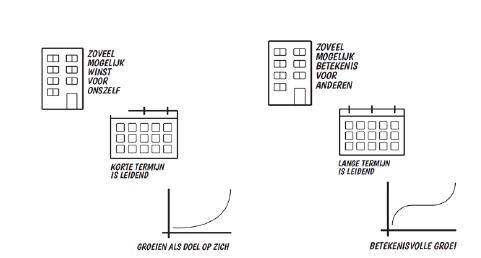 ZOVEEL
MOGELIJK
WINST
VOOR
ONSZELF
KORTE TERMIJN
IS LEIDEND
GROEIEN ALS DOEL OP ZICH
ZOVEEL
MOGELIJK
BETEKENIS
VOOR
ANDEREN
LANGE TERMIJN
IS LEIDEND
BETEKENISVOLLE GROEI